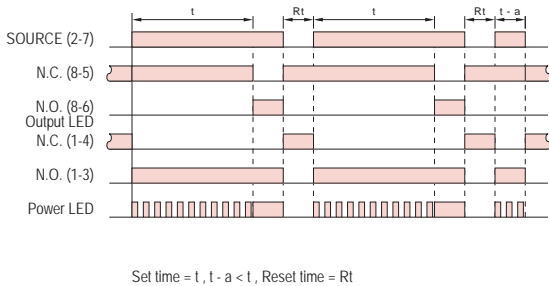 t Rt t Rt t - a
SOURCE (2-7)
N.C. (8-5)
N.O. (8-6)
Output LED
N.C. (1-4)
N.O. (1-3)
Power LED
Set time = t , t - a < t , Reset time = Rt